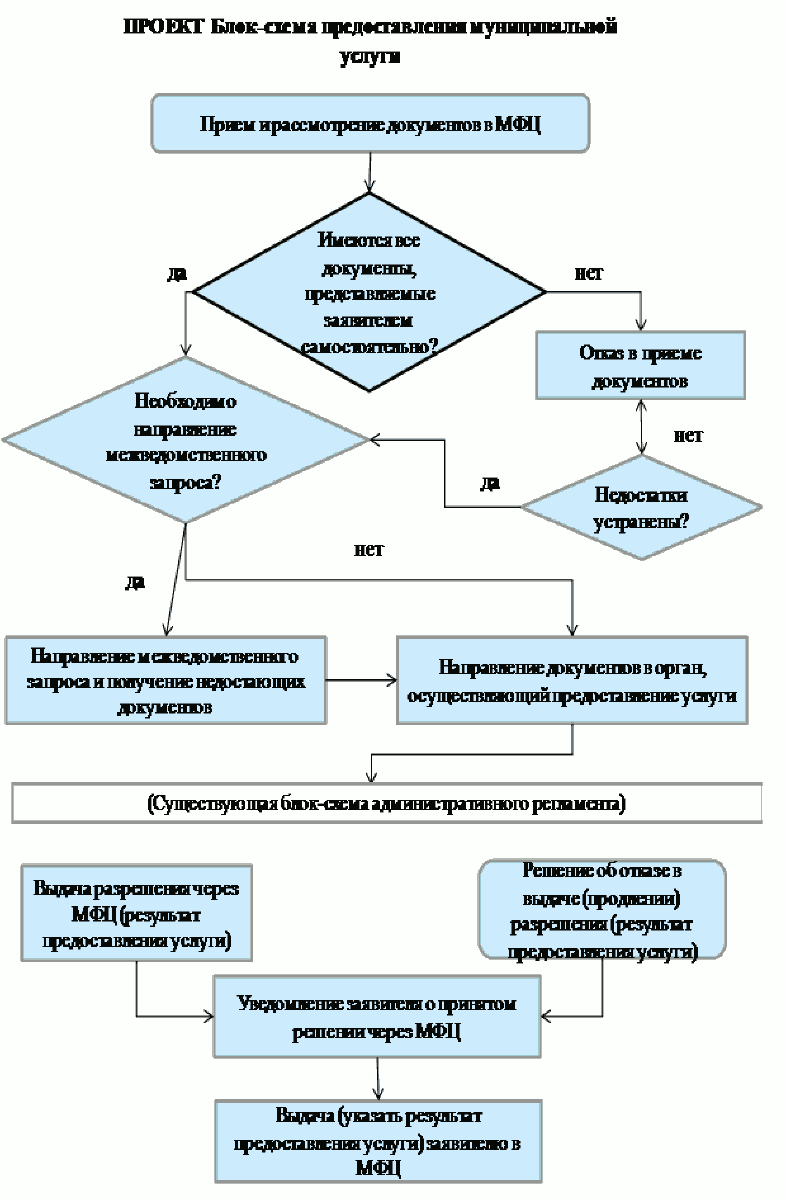 ПРОЕКТ Блок-схема предоставления муниципальной
услуги
Прием и рассмотрение документов в МФЦ
Имеются все
документы,
представляемые
заявителем
самостоятельно?
да
нет
Отказ в приеме
документов
Необходимо
направление
межведомственного
запроса?
нет
да
Недостатки
устранены?
нет
да
Направление межведомственного
запроса и получение недостающих
документов
Направление документов в орган,
осуществляющий предоставление услуги
(Существующая блок-схема административного регламента)
Выдача разрешения через
МФЦ (результат
предоставления услуги)
Решение об отказе в
выдаче (продлении)
разрешения (результат
предоставления услуги)
Уведомление заявителя о принятом
решении через МФЦ
Выдача (указать результат
предоставления услуги) заявителю в
МФЦ